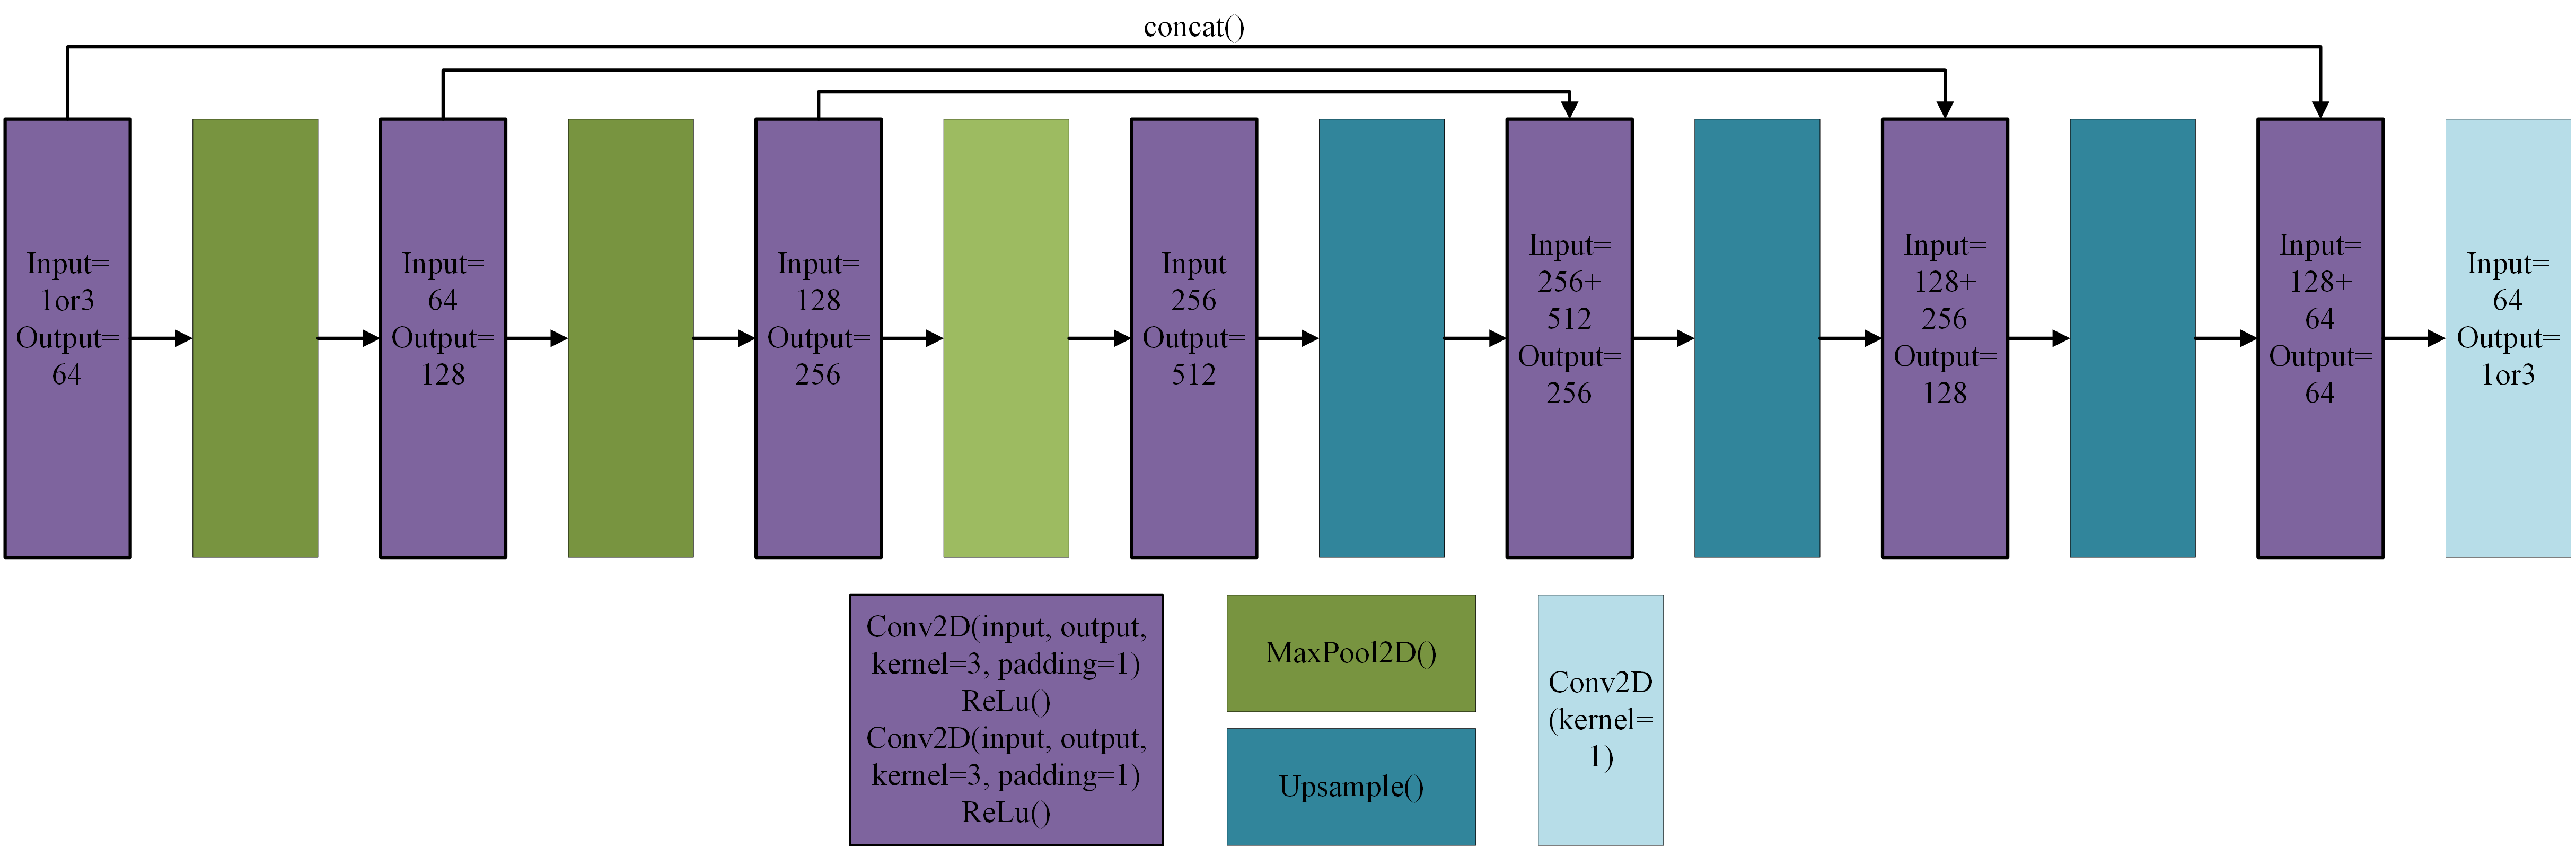 concat()
Input=
1or3
Output=
64
Input=
64
Output=
128
Input=
128
Output=
256
Input
256
Output=
512
Input=
256+
512
Output=
256
Input=
128+
256
Output=
128
Input=
128+
64
Output=
64
Input=
64
Output=
1or3
Conv2D(input, output,
kernel=3, padding=1)
ReLu()
Conv2D(input, output,
kernel=3, padding=1)
ReLu()
MaxPool2D()
Upsample()
Conv2D
(kernel=
1)